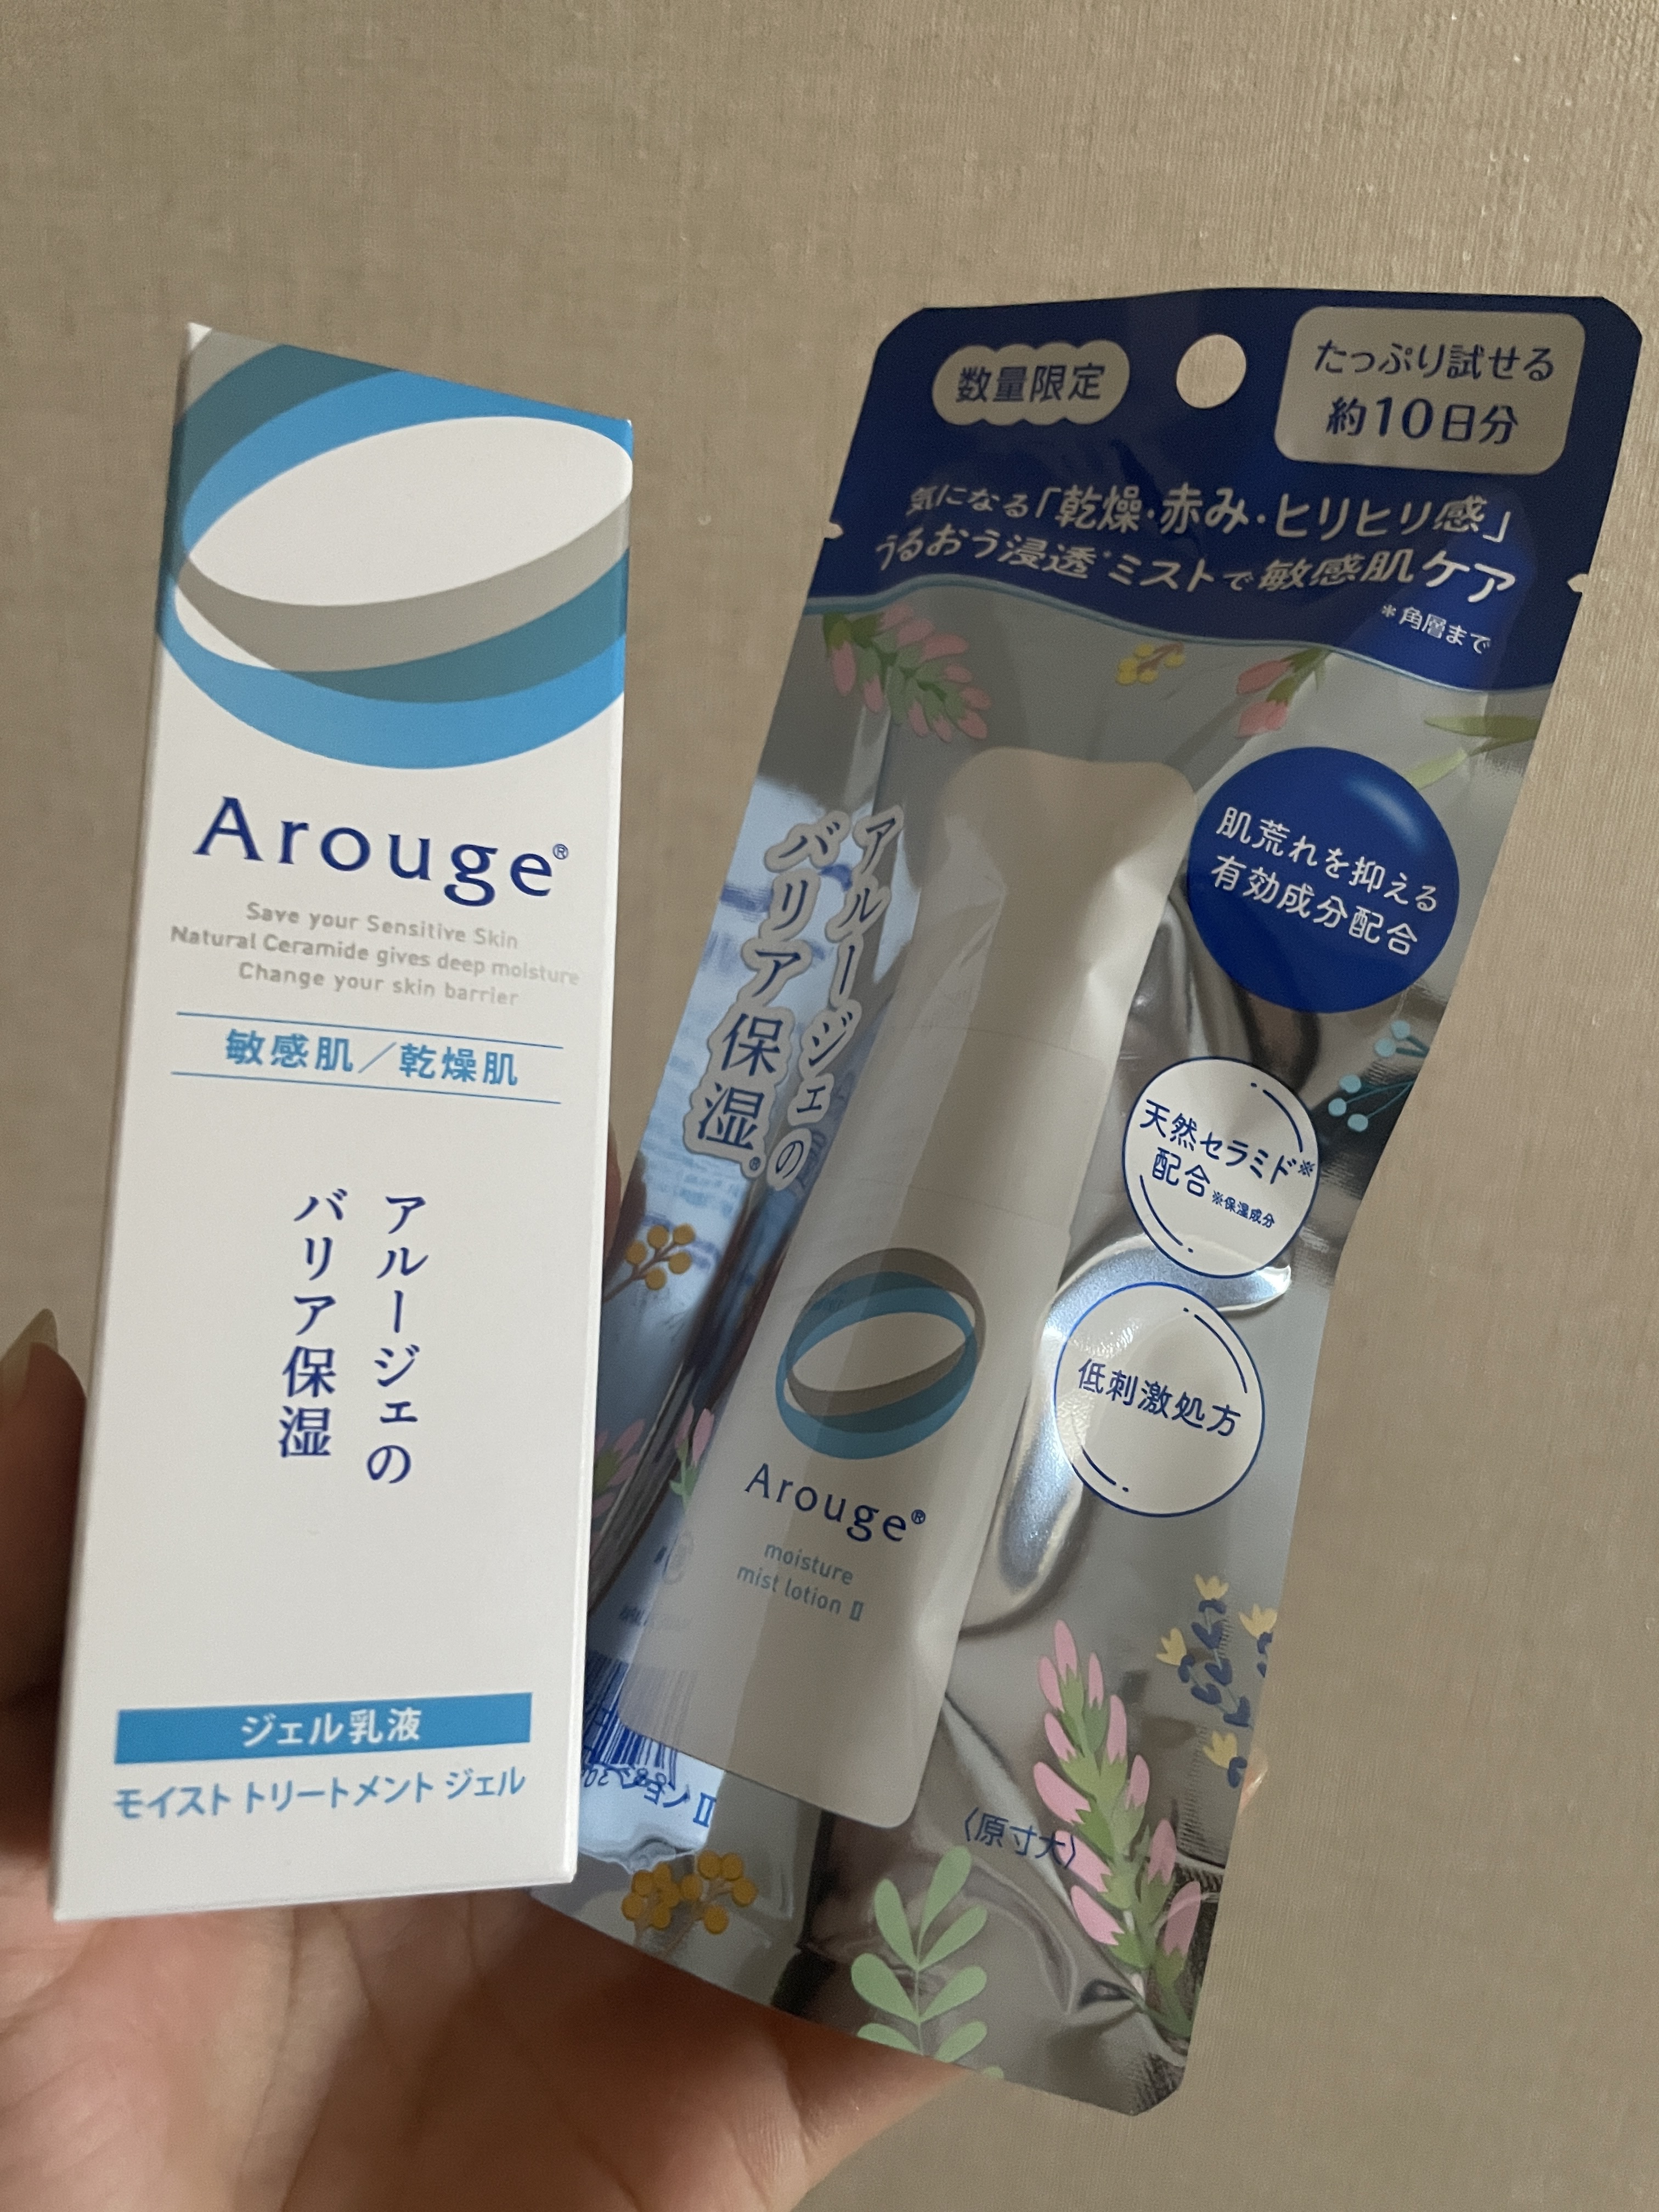 Arouge®
Save your Sensitive Skin
Natural Ceramide gives deep moisture
Change your skin barrier
敏感肌／乾燥肌
アルージェの
バリア保湿
ジェル乳液
モイスト トリートメント ジェル
数量限定
たっぷり試せる
約10日分
気になる「乾燥・赤み・ヒリヒリ感」
うるおう浸透*ミストで敏感肌ケア
*角層まで
アルージェの
バリア保湿®
肌荒れを抑える
有効成分配合
天然セラミド※
配合※保湿成分
低刺激処方
Arouge®
moisture
mist lotion II
〈原寸大〉